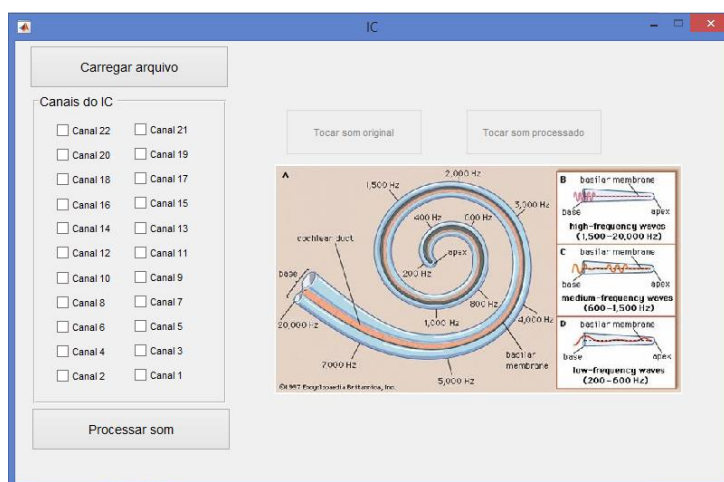 IC
Carregar arquivo
Canais do IC
Canal 22 Canal 21
Canal 20 Canal 19
Canal 18 Canal 17
Canal 16 Canal 15
Canal 14 Canal 13
Canal 12 Canal 11
Canal 10 Canal 9
Canal 8 Canal 7
Canal 6 Canal 5
Canal 4 Canal 3
Canal 2 Canal 1
Processar som
Tocar som original Tocar som processado
A
2,000 Hz
1,500 Hz
3,000 Hz
400 Hz 600 Hz
cochlear duct
apex
200 Hz
base
800 Hz
20,000 Hz
1,000 Hz
4,000 Hz
7000 Hz
basilar
membrane
5,000 Hz
©1997 Encyclopaedia Britannica, Inc.
B
basilar membrane
base apex
high-frequency waves
(1,500–20,000 Hz)
C
basilar membrane
base apex
medium-frequency waves
(600–1,500 Hz)
D
basilar membrane
base apex
low-frequency waves
(200–600 Hz)